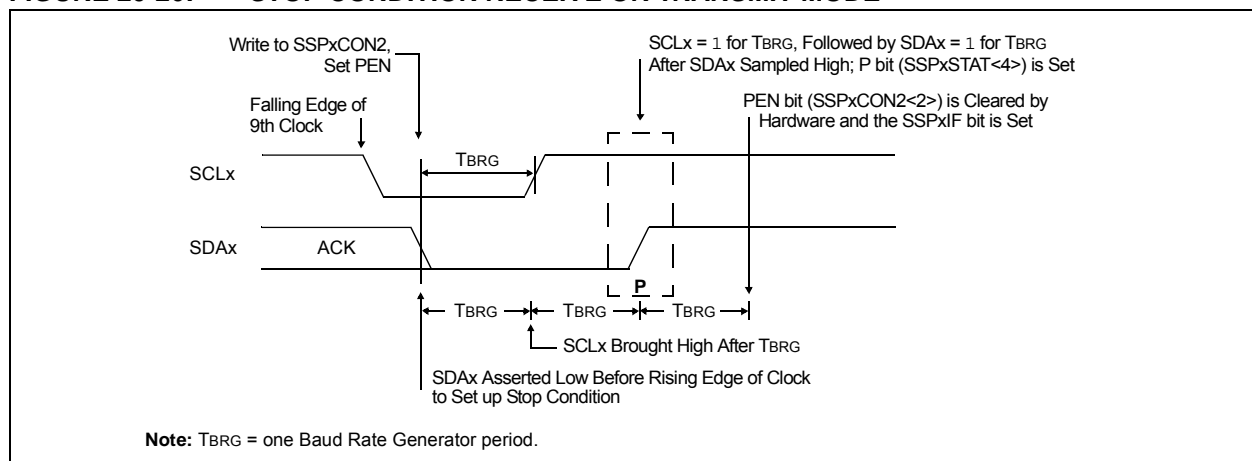 Write to SSPxCON2,
Set PEN
SCLx = 1 for TBRG, Followed by SDAx = 1 for TBRG
After SDAx Sampled High; P bit (SSPxSTAT<4>) is Set
Falling Edge of
9th Clock
PEN bit (SSPxCON2<2>) is Cleared by
Hardware and the SSPxIF bit is Set
SCLx
TBRG
SDAx
ACK
P
TBRG
TBRG
TBRG
SCLx Brought High After TBRG
SDAx Asserted Low Before Rising Edge of Clock
to Set up Stop Condition
Note: TBRG = one Baud Rate Generator period.